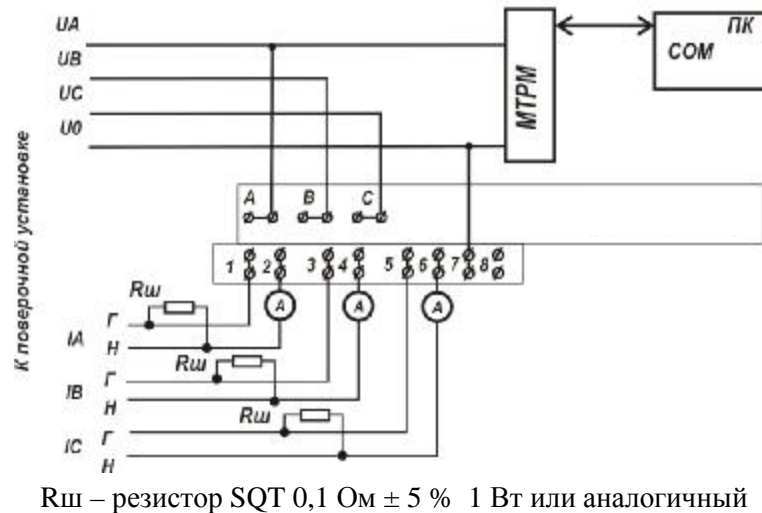 UA
UB
UC
U0
МТРМ
ПК
COM
К поверочной установке
A B C
1 2 3 4 5 6 7 8
Rш
Г
IA
Н
A A A
Rш
Г
IB
Н
Rш
Г
IC
Н
Rш – резистор SQT 0,1 Ом ± 5 % 1 Вт или аналогичный